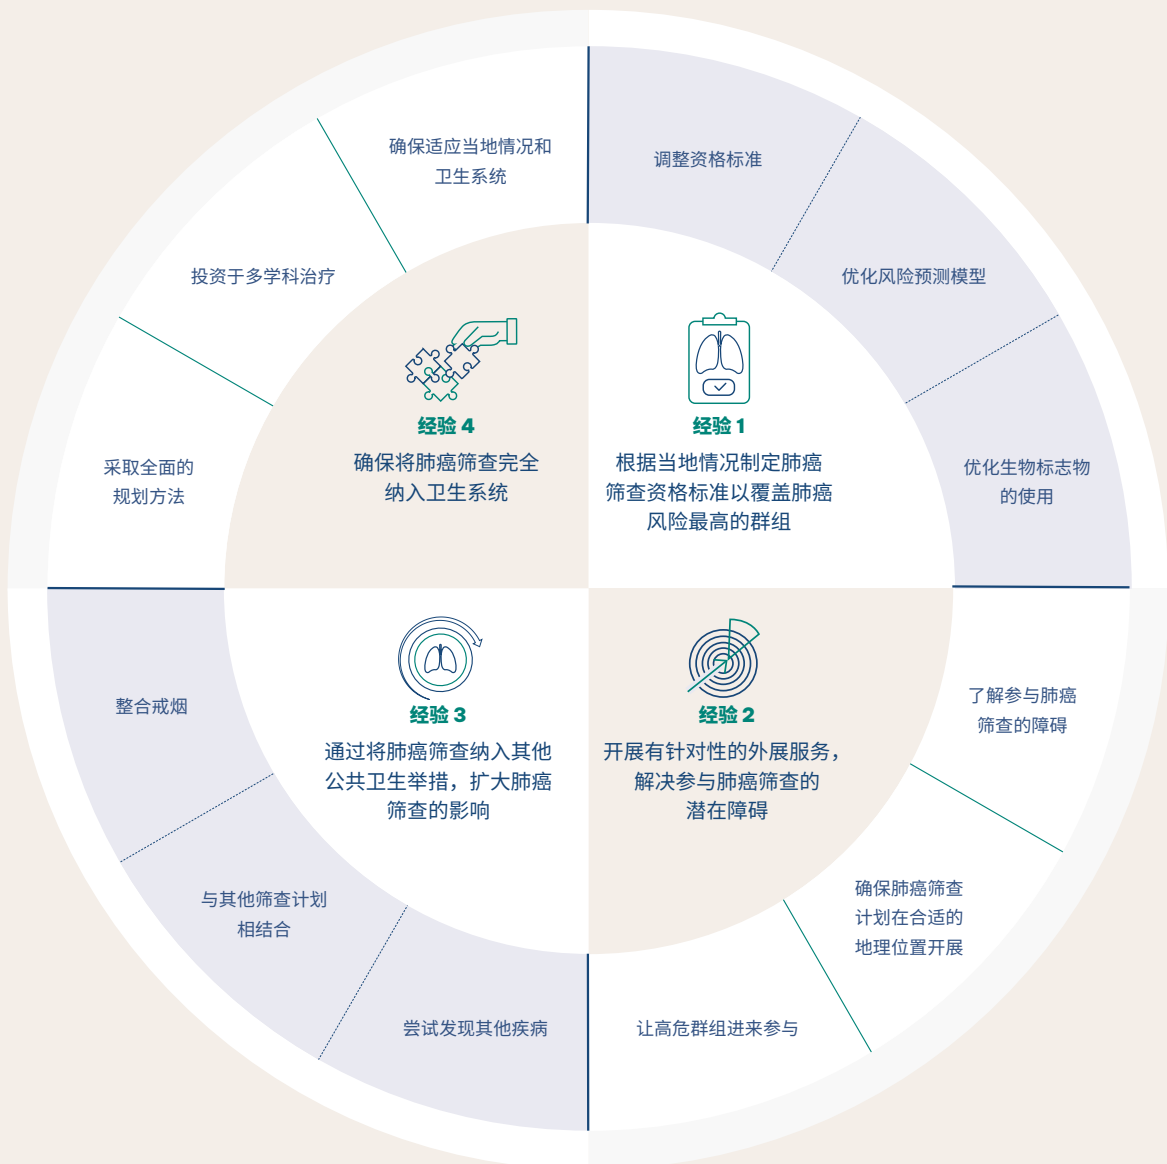 调整资格标准
优化风险预测模型
优化生物标志物
的使用
经验 1
根据当地情况制定肺癌
筛查资格标准以覆盖肺癌
风险最高的群组
了解参与肺癌
筛查的障碍
确保肺癌筛查
计划在合适的
地理位置开展
让高危群组进来参与
经验 2
开展有针对性的外展服务，
解决参与肺癌筛查的
潜在障碍
尝试发现其他疾病
与其他筛查计划
相结合
整合戒烟
经验 3
通过将肺癌筛查纳入其他
公共卫生举措，扩大肺癌
筛查的影响
采取全面的
规划方法
投资于多学科治疗
确保适应当地情况和
卫生系统
经验 4
确保将肺癌筛查完全
纳入卫生系统